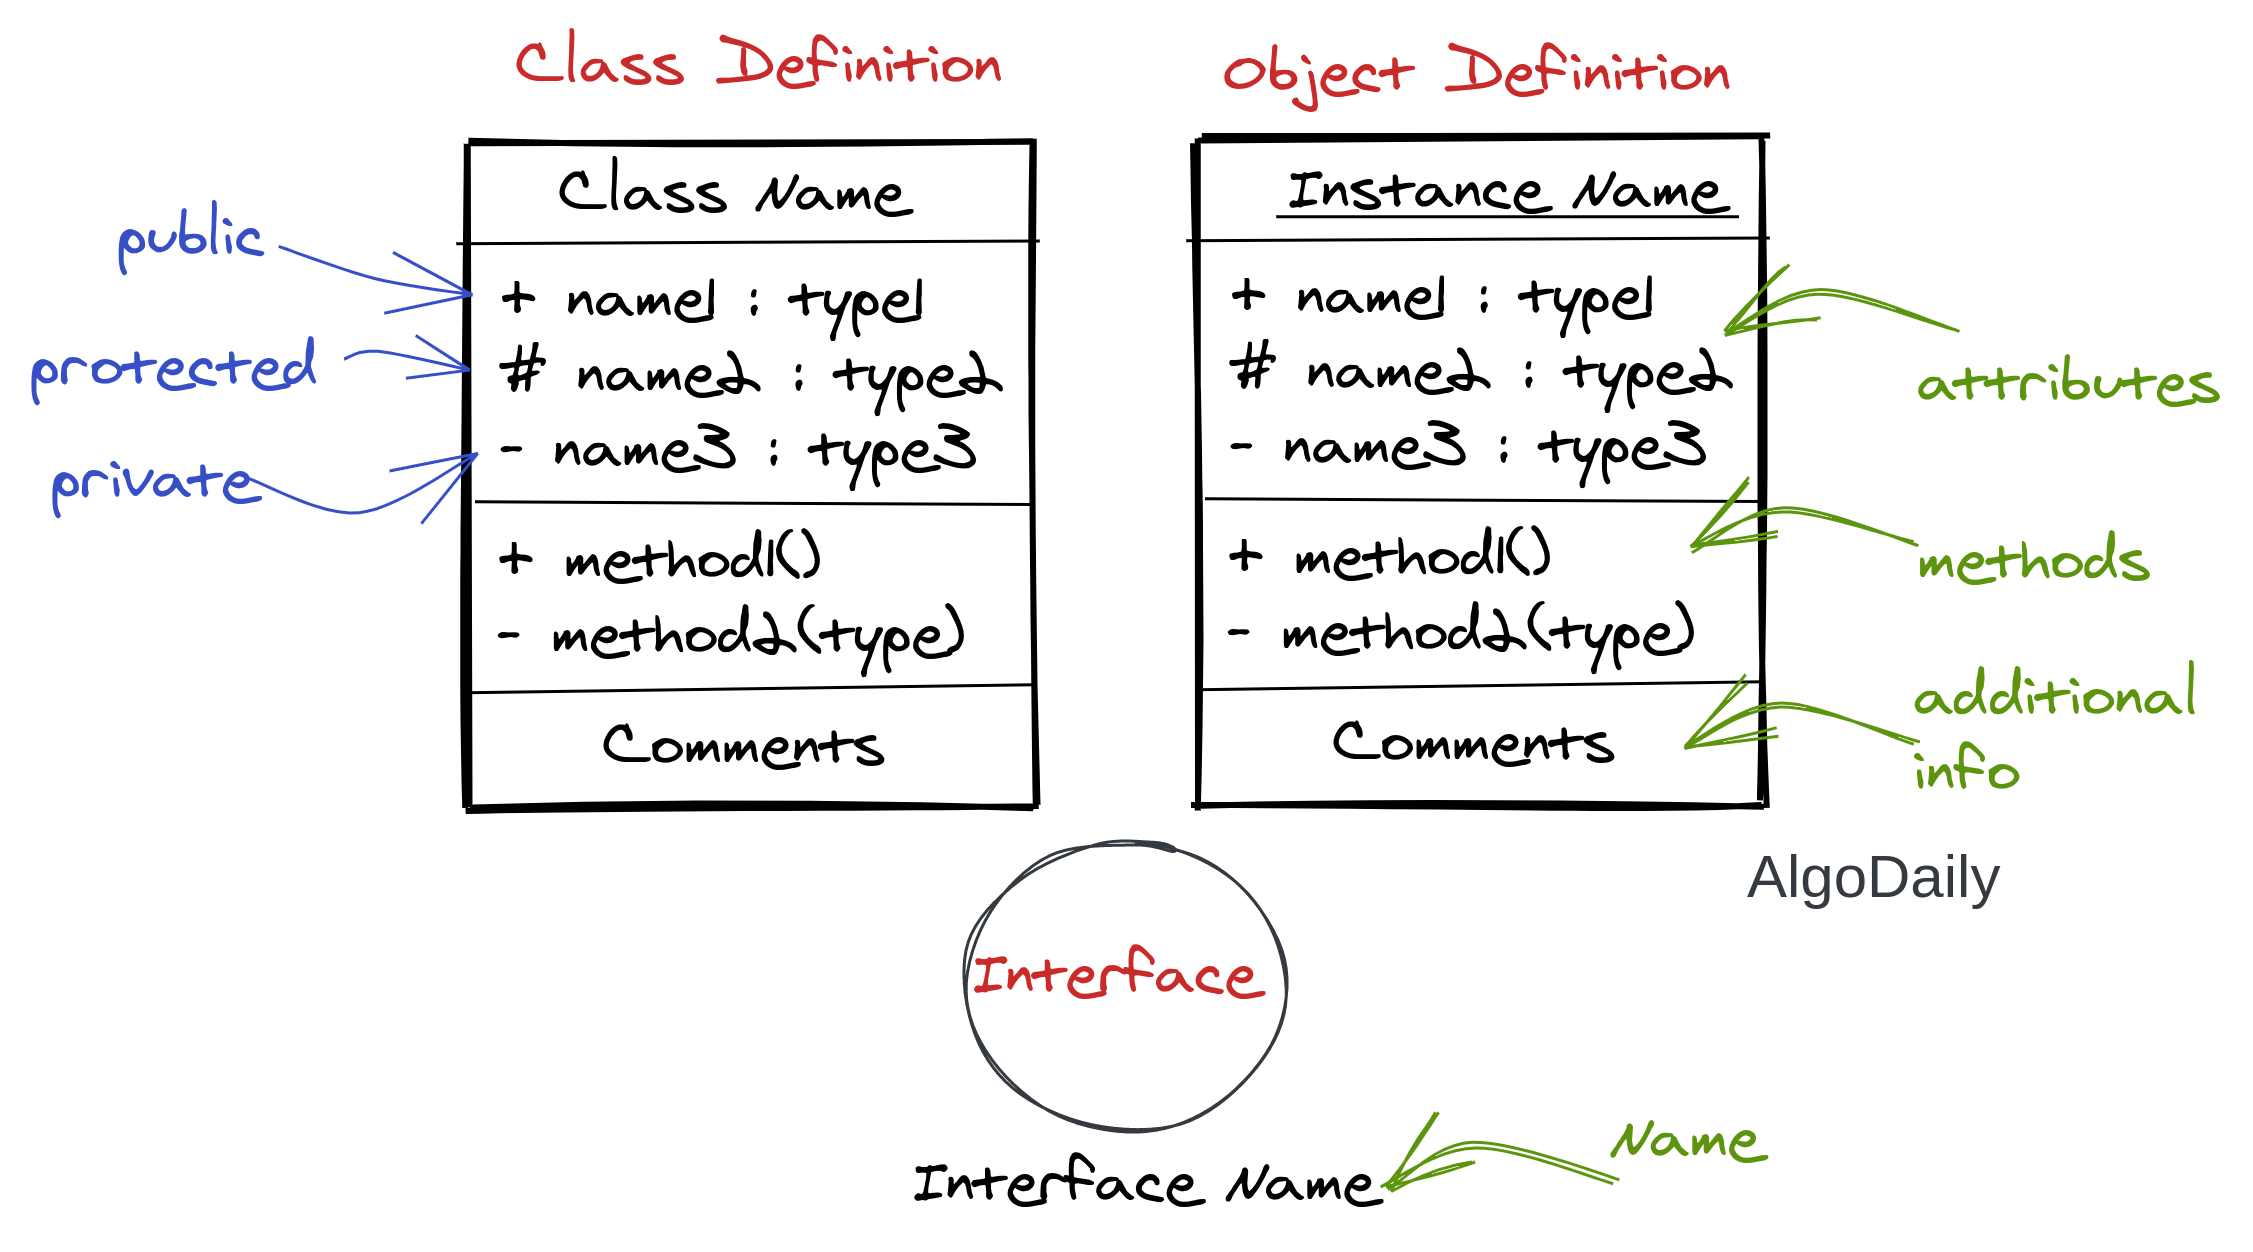 Class Definition
Object Definition
Class Name
Instance Name
public
protected
private
+ name1 : type1
# name2 : type2
- name3 : type3
+ method1()
- method2(type)
Comments
+ name1 : type1
# name2 : type2
- name3 : type3
+ method1()
- method2(type)
Comments
attributes
methods
additional
info
AlgoDaily
Interface
Interface Name
Name